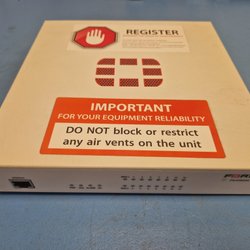 REGISTER
IMPORTANT
FOR YOUR EQUIPMENT RELIABILITY
DO NOT block or restrict
any air vents on the unit